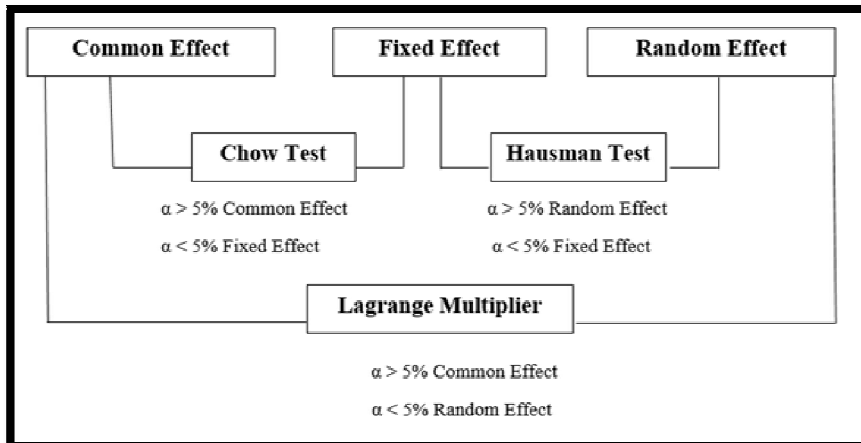 Common Effect
Fixed Effect
Random Effect
Chow Test
Hausman Test
α > 5% Common Effect
α > 5% Random Effect
α < 5% Fixed Effect
α < 5% Fixed Effect
Lagrange Multiplier
α > 5% Common Effect
α < 5% Random Effect